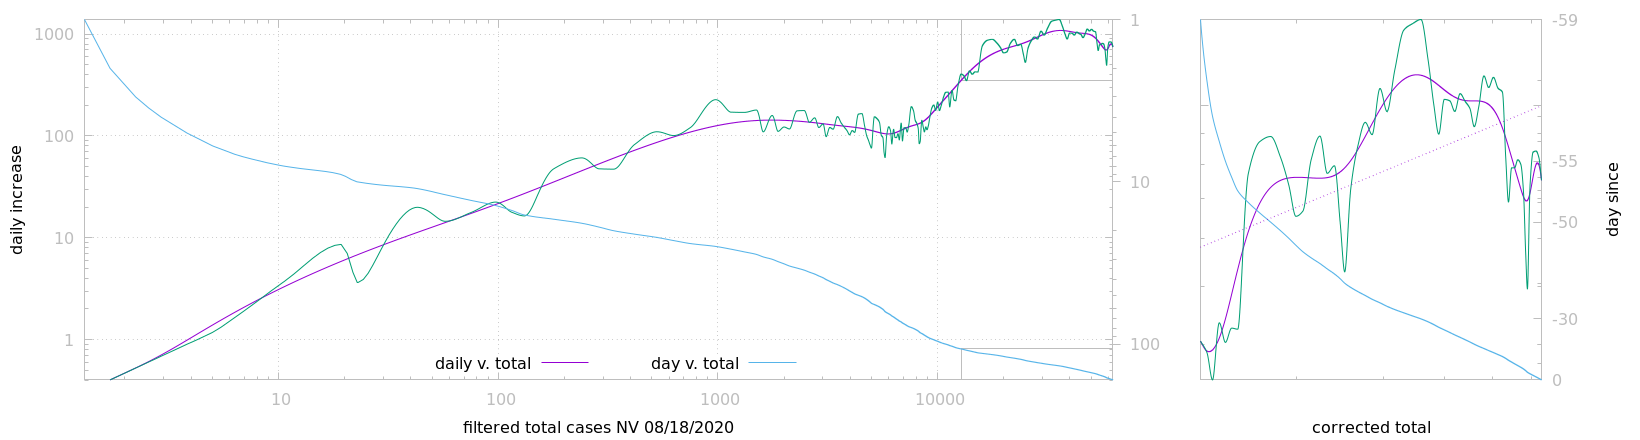 1000
100
10
1
daily increase
10
100
1000
10000
filtered total cases NV 08/18/2020
daily v. total
day v. total
1
10
100
-59
-55
-50
-30
0
day since
corrected total